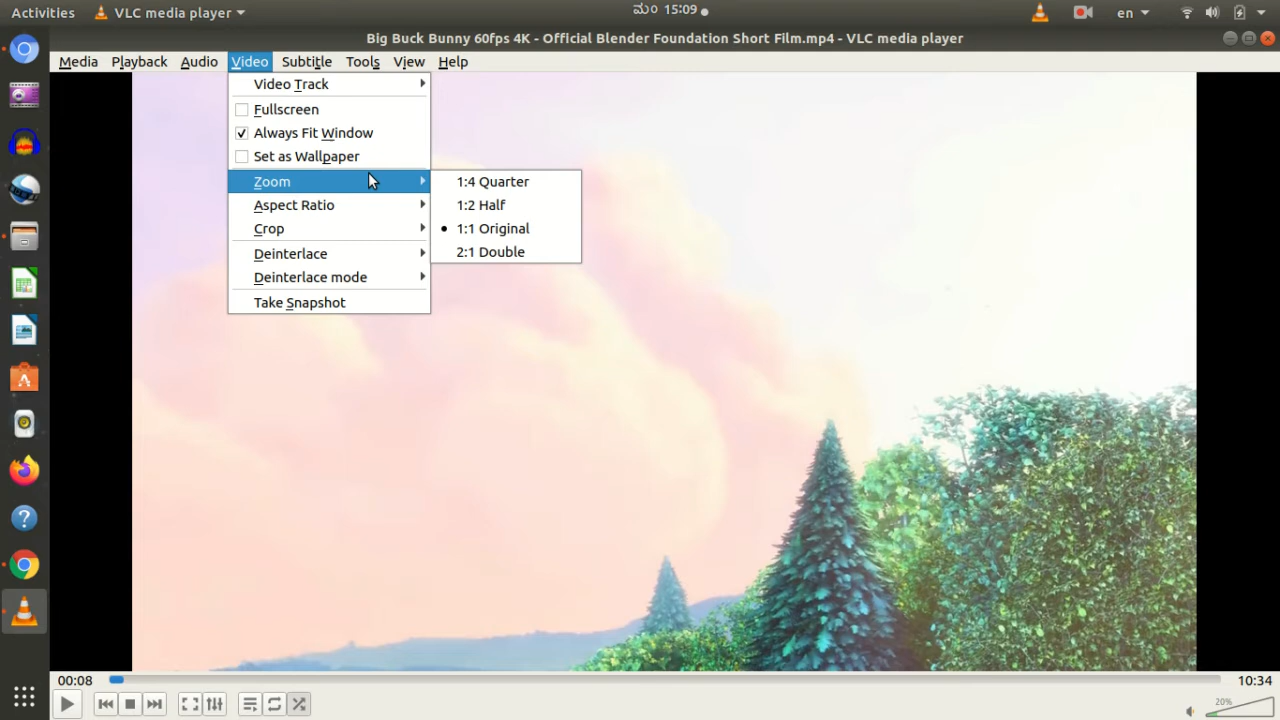 Activities VLC media player ಮಂಂ 15:09 en
Big Buck Bunny 60fps 4K - Official Blender Foundation Short Film.mp4 - VLC media player
Media Playback Audio Video Subtitle Tools View Help
Video Track
Fullscreen
Always Fit Window
Set as Wallpaper
Zoom
Aspect Ratio
Crop
Deinterlace
Deinterlace mode
Take Snapshot
1:4 Quarter
1:2 Half
1:1 Original
2:1 Double
00:08 10:34
20%